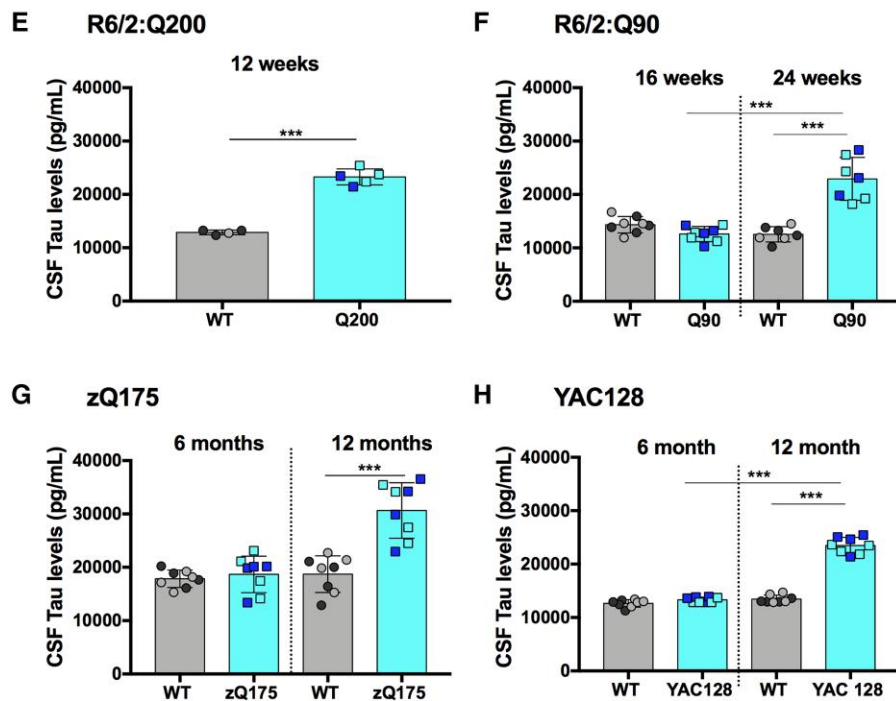 E R6/2:Q200
12 weeks
CSF Tau levels (pg/mL)
40000
30000
20000
10000
0
***
WT Q200
F R6/2:Q90
16 weeks 24 weeks
CSF Tau levels (pg/mL)
40000
30000
20000
10000
0
***
***
WT Q90 WT Q90
G zQ175
6 months 12 months
CSF Tau levels (pg/mL)
40000
30000
20000
10000
0
***
WT zQ175 WT zQ175
H YAC128
6 month 12 month
CSF Tau levels (pg/mL)
40000
30000
20000
10000
0
***
***
WT YAC128 WT YAC 128